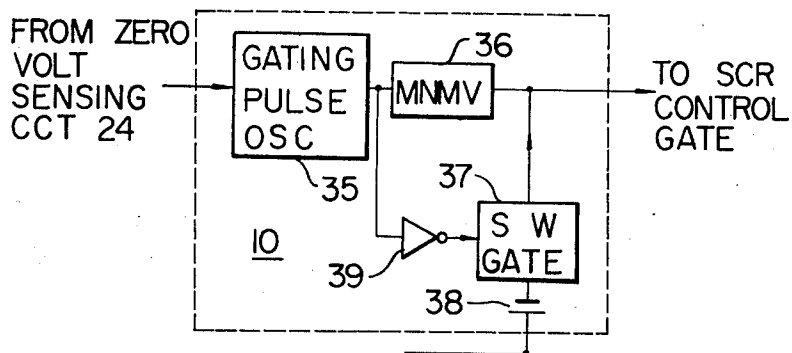 FROM ZERO
VOLT
SENSING
CCT 24
GATING
PULSE
OSC
35
36
MNMV
TO SCR
CONTROL
GATE
37
S W
GATE
10
39
38